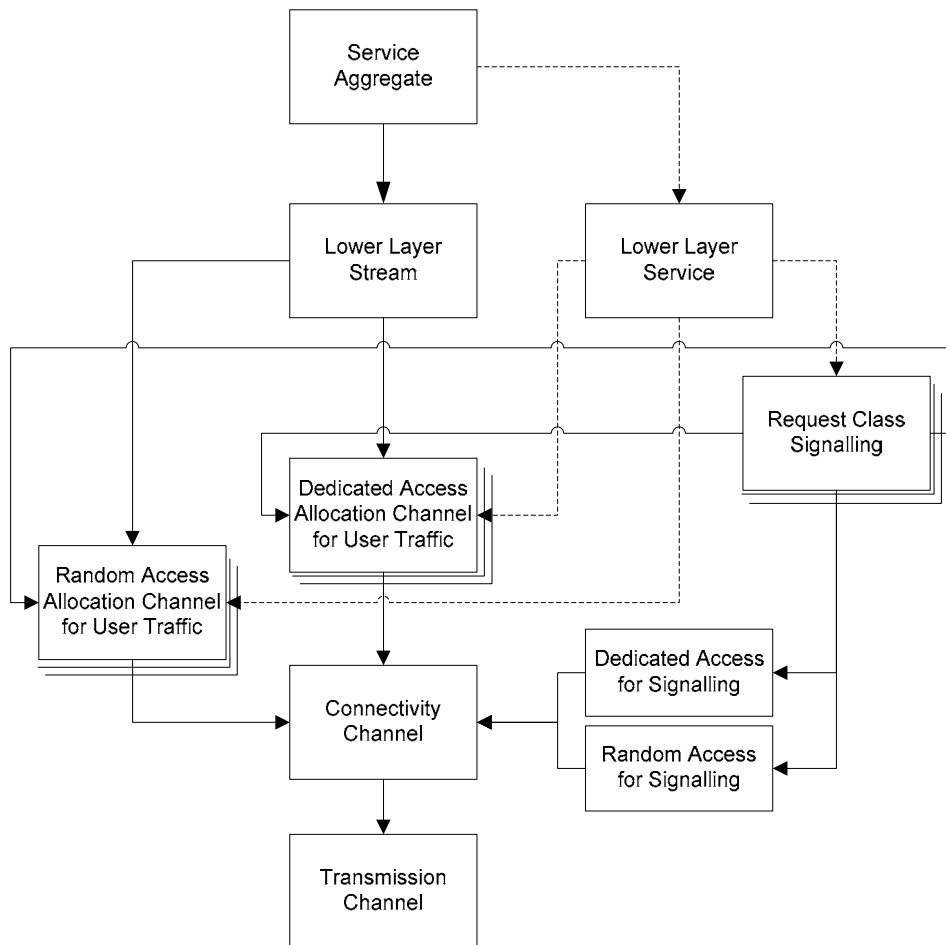 Service
Aggregate
Lower Layer
Stream
Lower Layer
Service
Request Class
Signalling
Dedicated Access
Allocation Channel
for User Traffic
Random Access
Allocation Channel
for User Traffic
Dedicated Access
for Signalling
Connectivity
Channel
Random Access
for Signalling
Transmission
Channel